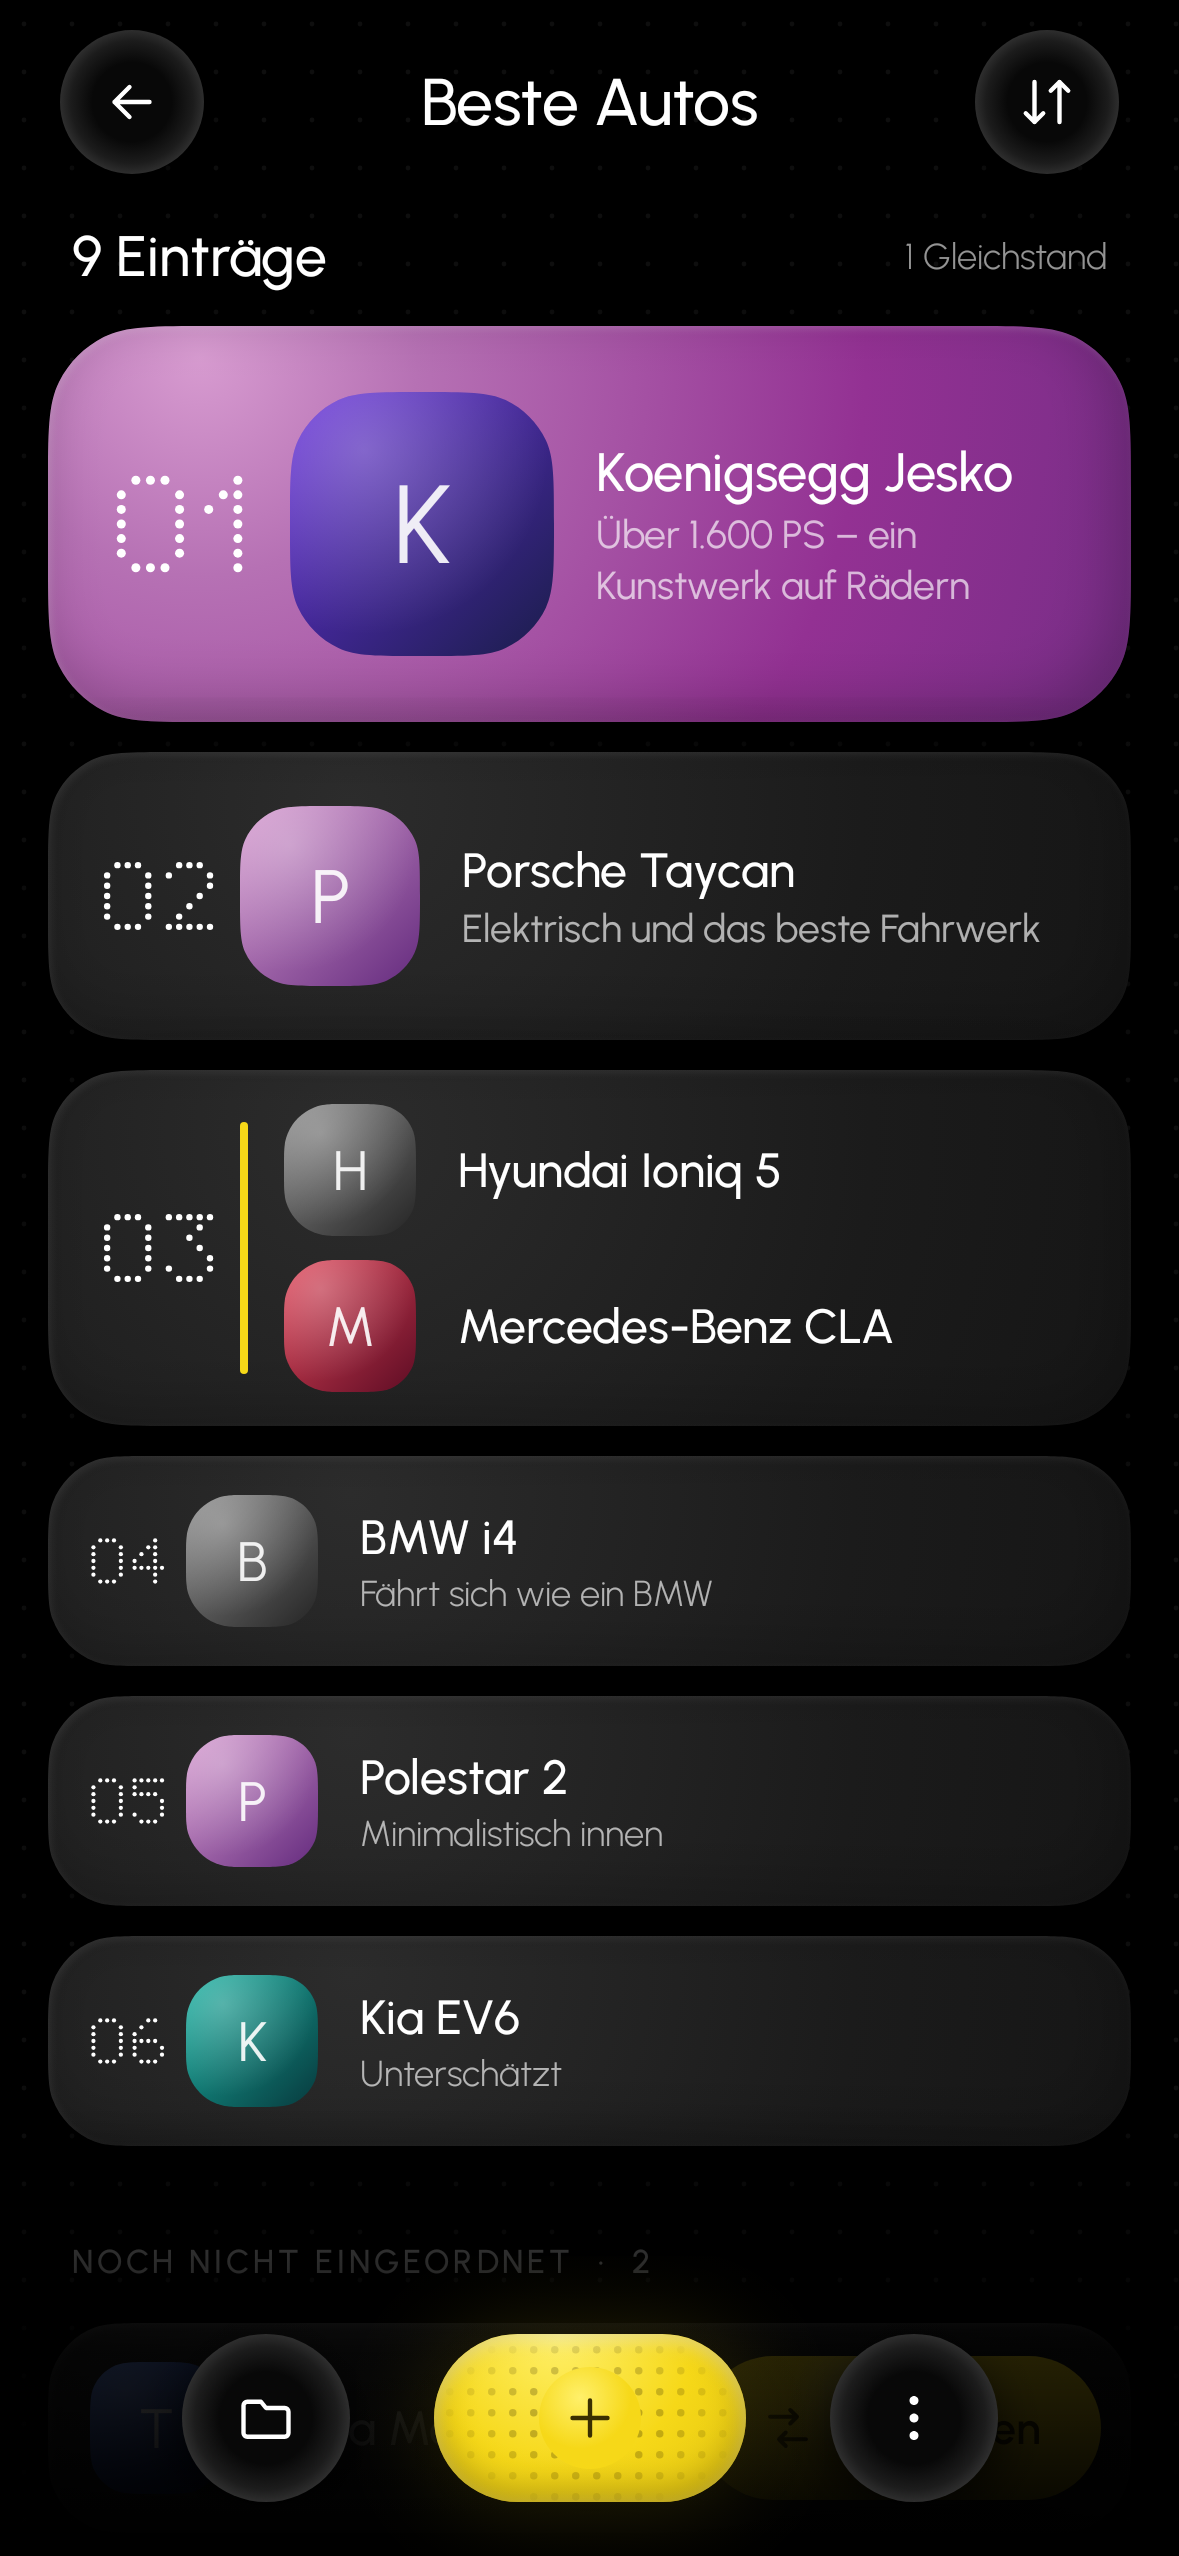 Beste Autos
9 Einträge
1 Gleichstand
01
K
Koenigsegg Jesko
Über 1.600 PS – ein
Kunstwerk auf Rädern
02
P
Porsche Taycan
Elektrisch und das beste Fahrwerk
03
H
Hyundai Ioniq 5
M
Mercedes-Benz CLA
04
B
BMW i4
Fährt sich wie ein BMW
05
P
Polestar 2
Minimalistisch innen
06
K
Kia EV6
Unterschätzt
NOCH NICHT EINGEORDNET · 2
T